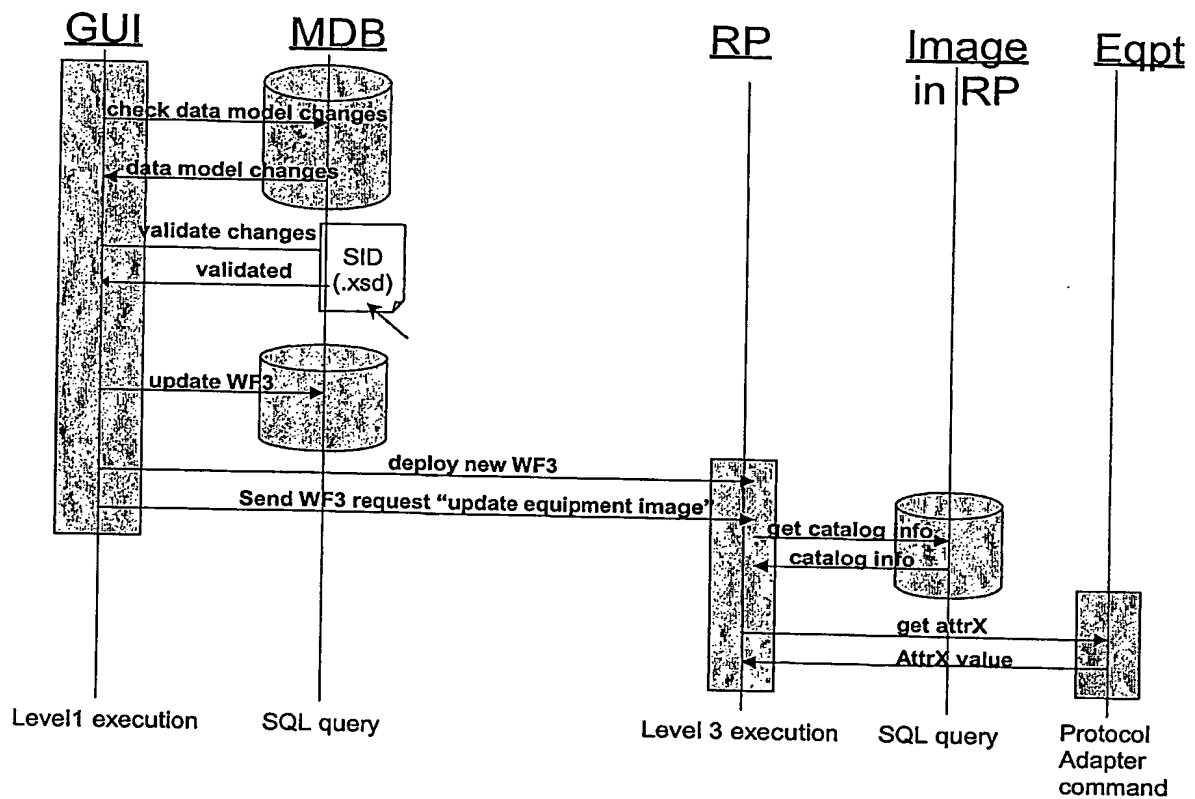 GUI
MDB
RP
Image
in RP
Eqpt
check data model changes
data model changes
validate changes
SID
(.xsd)
validated
update WF3
deploy new WF3
Send WF3 request “update equipment image”
get catalog info
catalog info
get attrX
AttrX value
Level1 execution
SQL query
Level 3 execution
SQL query
Protocol
Adapter
command